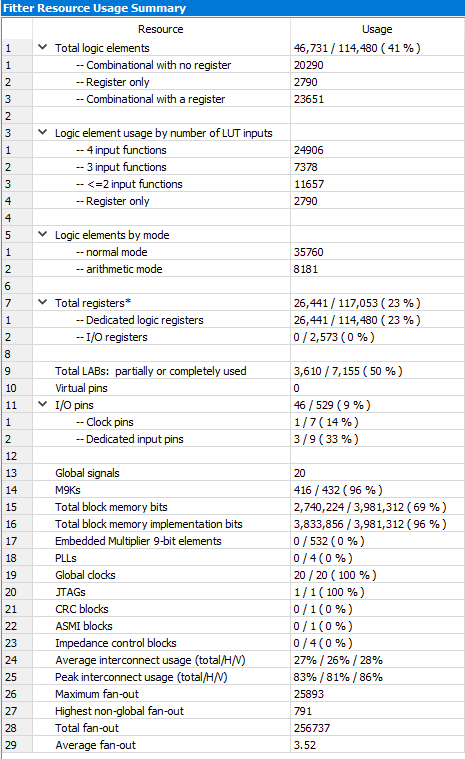 Fitter Resource Usage Summary
Resource Usage
1 Total logic elements 46,731 / 114,480 ( 41 % )
1 -- Combinational with no register 20290
2 -- Register only 2790
3 -- Combinational with a register 23651
2
3 Logic element usage by number of LUT inputs
1 -- 4 input functions 24906
2 -- 3 input functions 7378
3 -- <=2 input functions 11657
4 -- Register only 2790
4
5 Logic elements by mode
1 -- normal mode 35760
2 -- arithmetic mode 8181
6
7 Total registers* 26,441 / 117,053 ( 23 % )
1 -- Dedicated logic registers 26,441 / 114,480 ( 23 % )
2 -- I/O registers 0 / 2,573 ( 0 % )
8
9 Total LABs: partially or completely used 3,610 / 7,155 ( 50 % )
10 Virtual pins 0
11 I/O pins 46 / 529 ( 9 % )
1 -- Clock pins 1 / 7 ( 14 % )
2 -- Dedicated input pins 3 / 9 ( 33 % )
12
13 Global signals 20
14 M9Ks 416 / 432 ( 96 % )
15 Total block memory bits 2,740,224 / 3,981,312 ( 69 % )
16 Total block memory implementation bits 3,833,856 / 3,981,312 ( 96 % )
17 Embedded Multiplier 9-bit elements 0 / 532 ( 0 % )
18 PLLs 0 / 4 ( 0 % )
19 Global clocks 20 / 20 ( 100 % )
20 JTAGs 1 / 1 ( 100 % )
21 CRC blocks 0 / 1 ( 0 % )
22 ASMI blocks 0 / 1 ( 0 % )
23 Impedance control blocks 0 / 4 ( 0 % )
24 Average interconnect usage (total/H/V) 27% / 26% / 28%
25 Peak interconnect usage (total/H/V) 83% / 81% / 86%
26 Maximum fan-out 25893
27 Highest non-global fan-out 791
28 Total fan-out 256737
29 Average fan-out 3.52